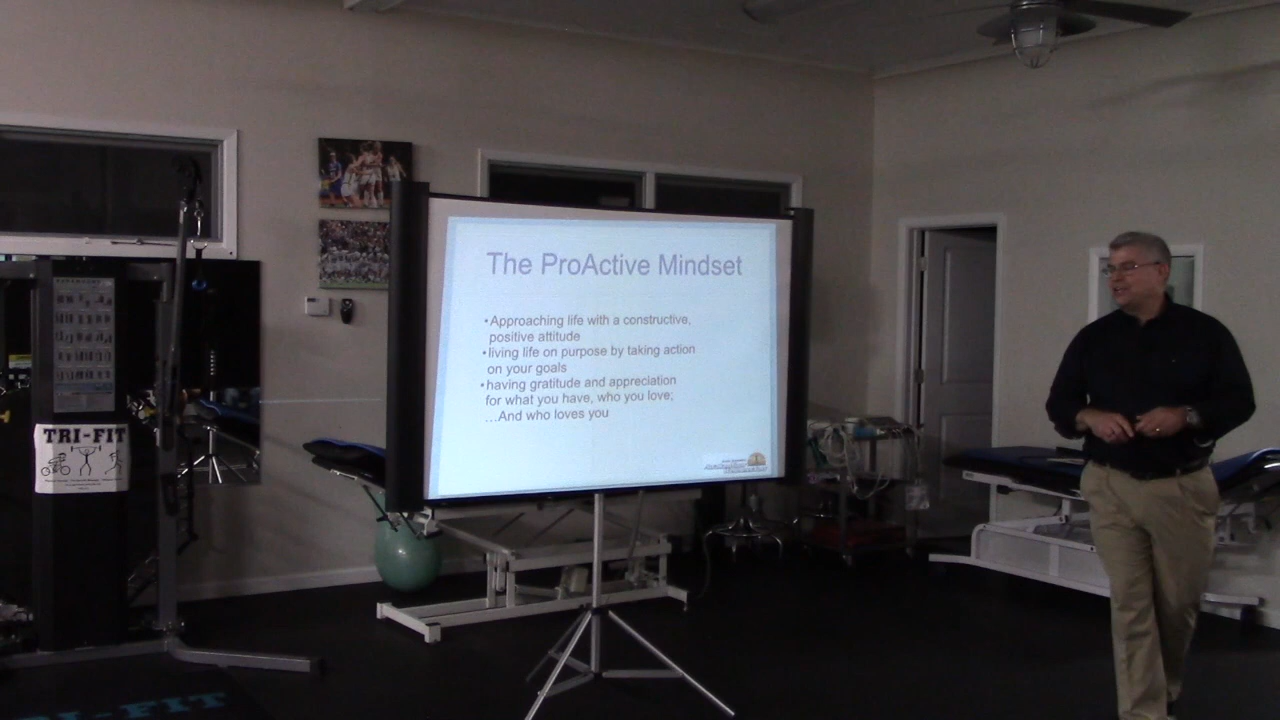 The ProActive Mindset
•Approaching life with a constructive,
positive attitude
•living life on purpose by taking action
on your goals
•having gratitude and appreciation
for what you have, who you love;
…And who loves you
TRI-FIT